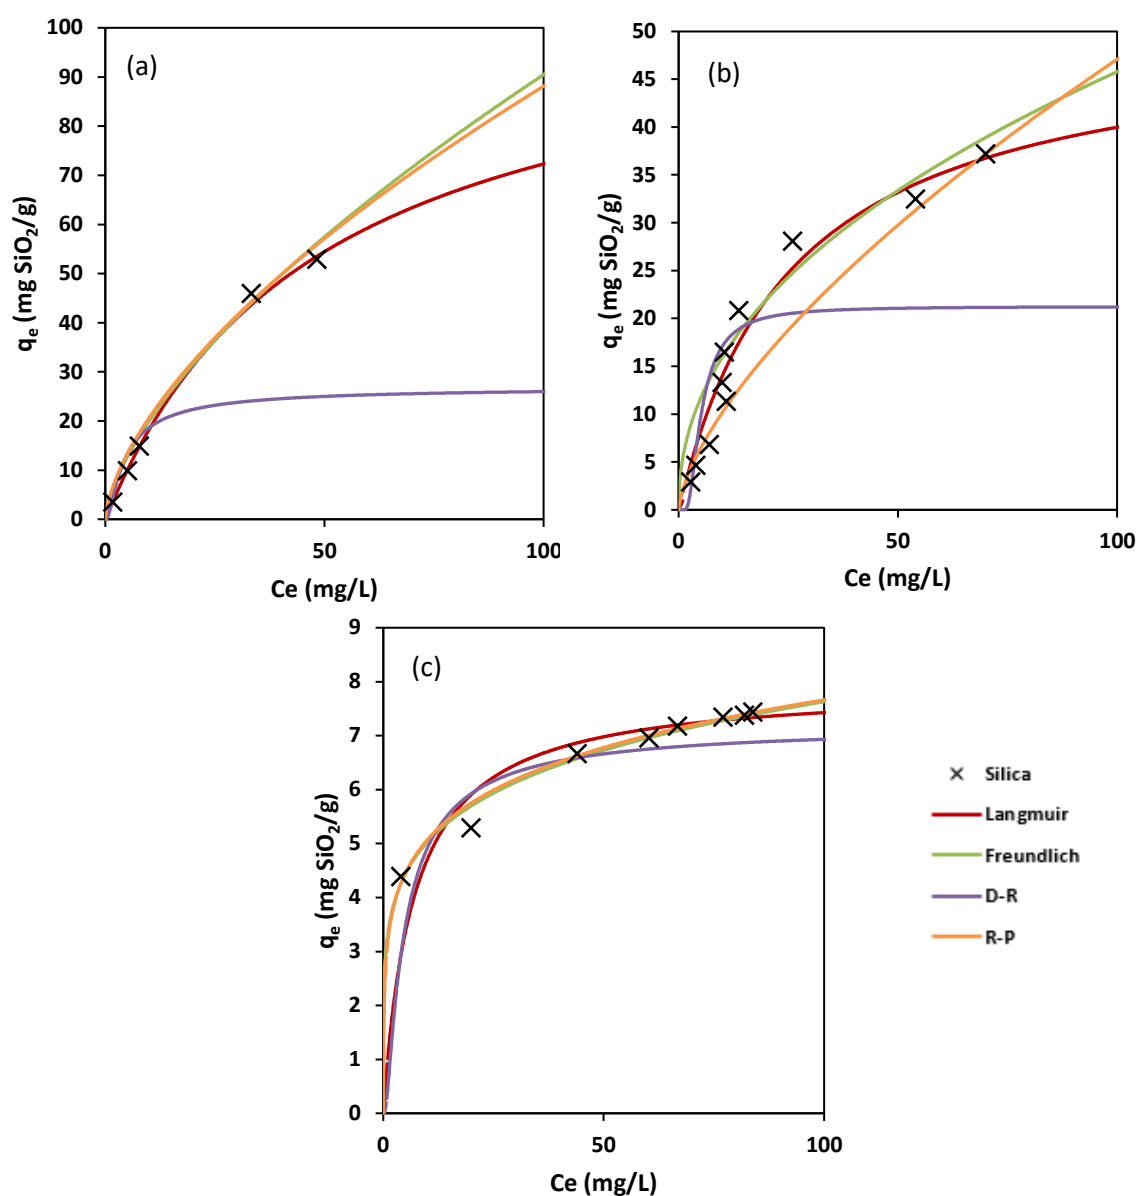 (a)
100
90
80
70
60
50
40
30
20
10
0
qₑ (mg SiO₂/g)
0 50 100
Ce (mg/L)
(b)
50
45
40
35
30
25
20
15
10
5
0
qₑ (mg SiO₂/g)
0 50 100
Ce (mg/L)
(c)
9
8
7
6
5
4
3
2
1
0
qₑ (mg SiO₂/g)
0 50 100
Ce (mg/L)
Silica
Langmuir
Freundlich
D-R
R-P